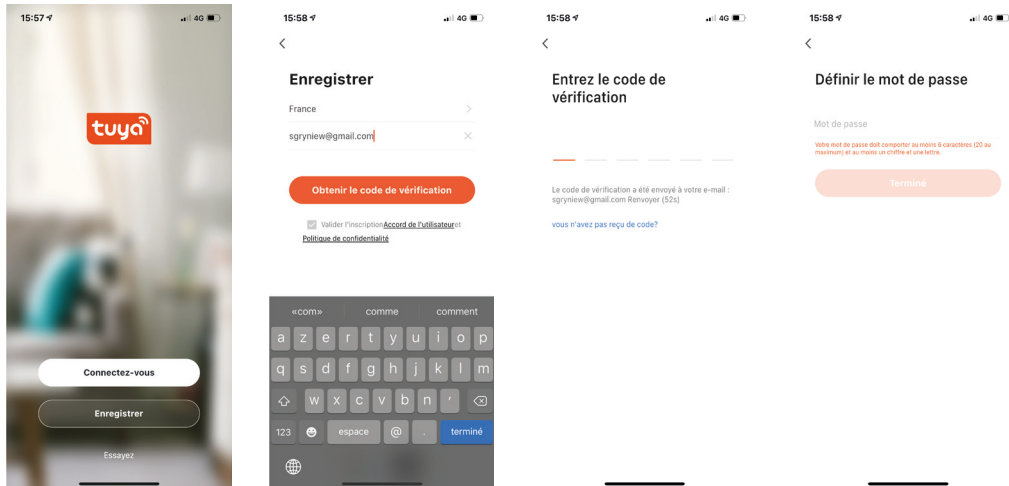 15:57
4G
tuya
Connectez-vous
Enregistrer
Essayez
15:58
4G
Enregistrer
France
sgryniew@gmail.com
Obtenir le code de vérification
Valider l'inscription Accord de l'utilisateur et
Politique de confidentialité
«com» comme comment
a z e r t y u i o p
q s d f g h j k l m
w x c v b n ‘
123 espace @ . terminé
15:58
4G
Entrez le code de
vérification
Le code de vérification a été envoyé à votre e-mail :
sgryniew@gmail.com Renvoyer (52s)
vous n'avez pas reçu de code?
15:58
4G
Définir le mot de passe
Mot de passe
Votre mot de passe doit comporter au moins 6 caractères (20 au
maximum) et au moins un chiffre et une lettre.
Terminé